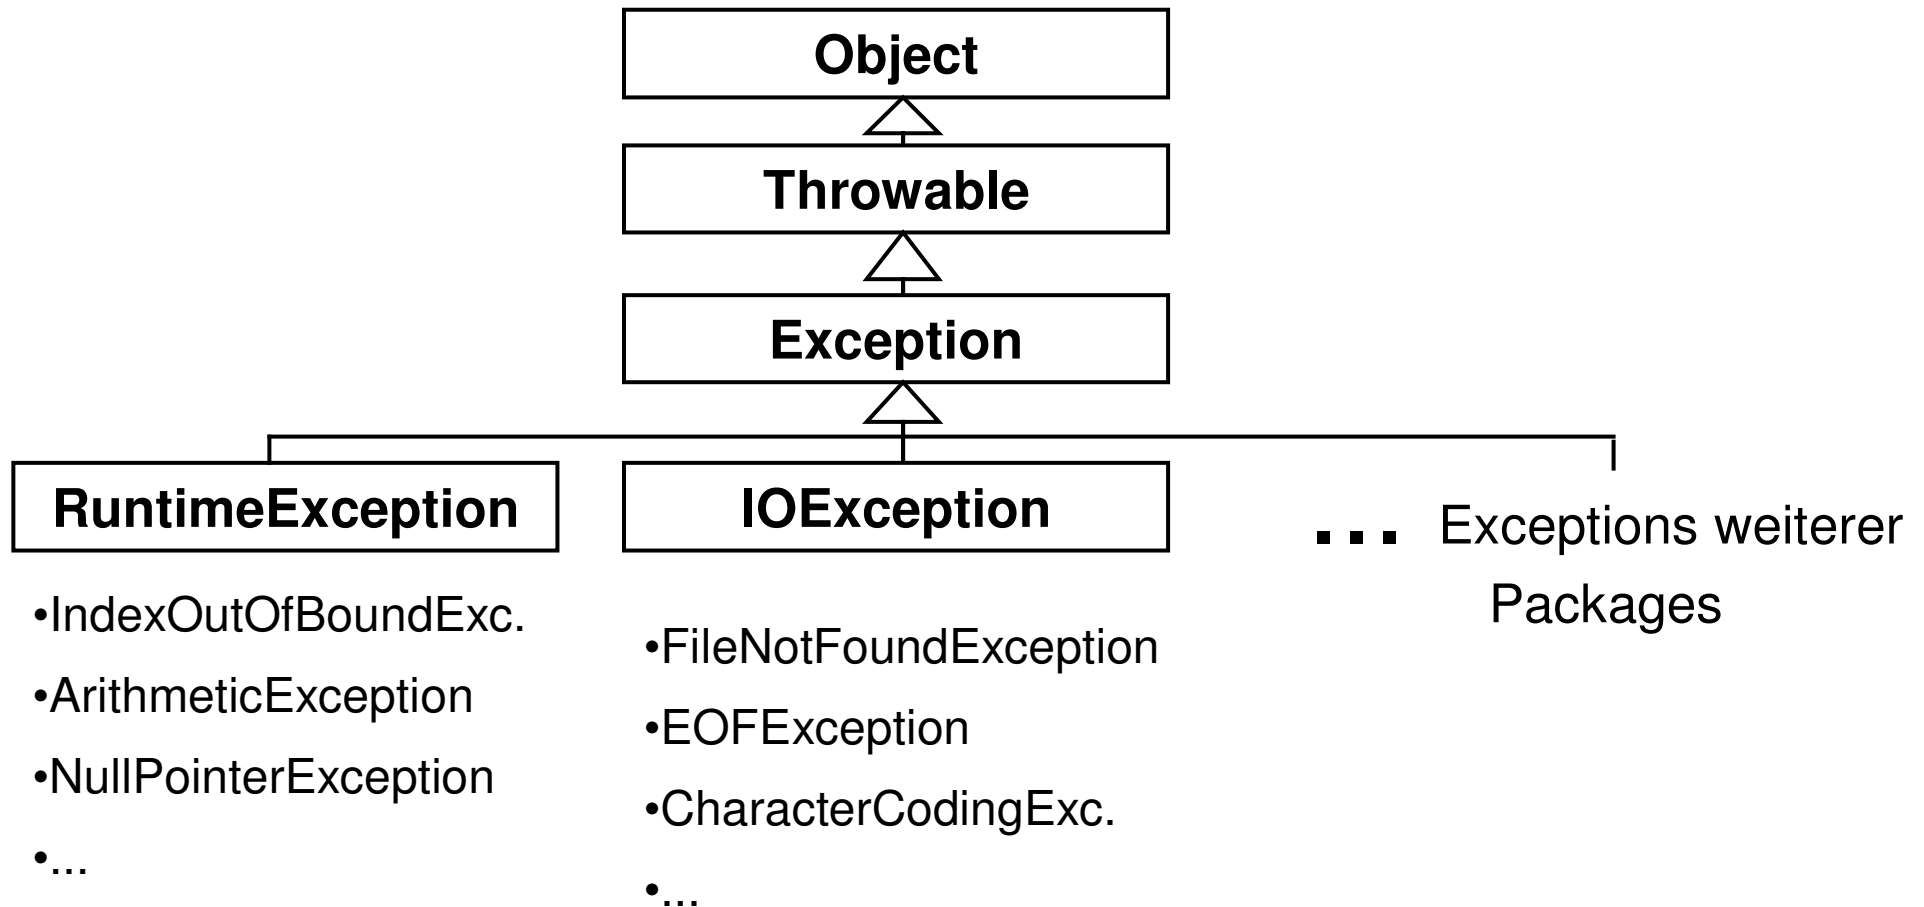 Object
Throwable
Exception
RuntimeException
•IndexOutOfBoundExc.
•ArithmeticException
•NullPointerException
•...
IOException
•FileNotFoundException
•EOFException
•CharacterCodingExc.
•...
... Exceptions weiterer
Packages